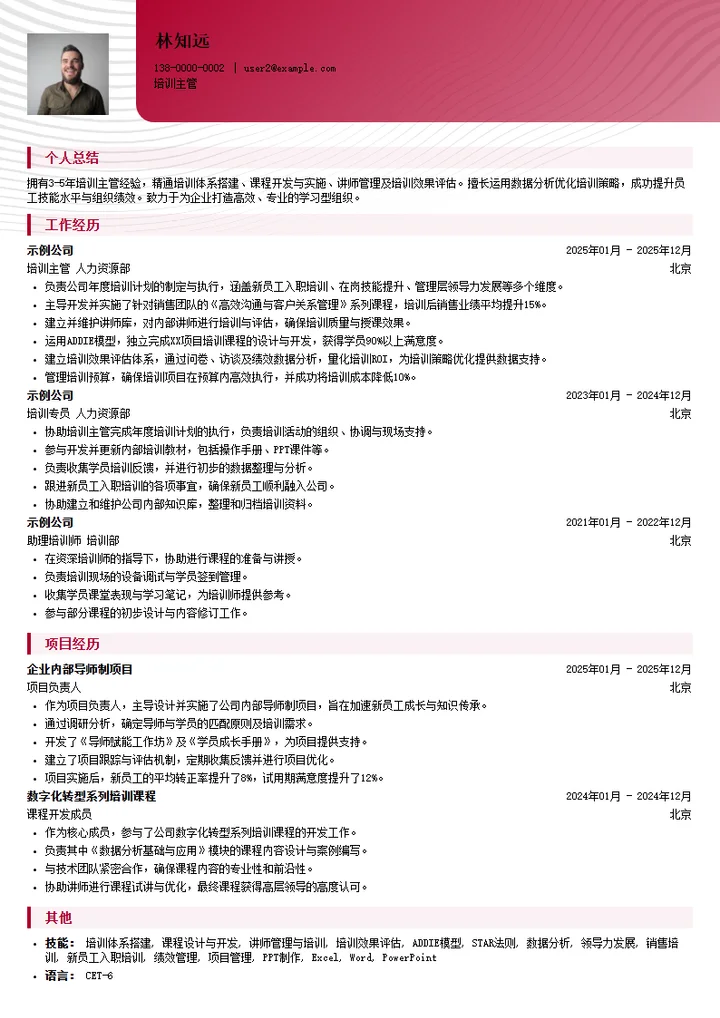 林知远
138-0000-0002 | user2@example.com
培训主管
个人总结
拥有3-5年培训主管经验，精通培训体系搭建、课程开发与实施、讲师管理及培训效果评估。擅长运用数据分析优化培训策略，成功提升员
工技能水平与组织绩效。致力于为企业打造高效、专业的学习型组织。
工作经历
示例公司 2025年01月 - 2025年12月
培训主管 人力资源部 北京
• 负责公司年度培训计划的制定与执行，涵盖新员工入职培训、在岗技能提升、管理层领导力发展等多个维度。
• 主导开发并实施了针对销售团队的《高效沟通与客户关系管理》系列课程，培训后销售业绩平均提升15%。
• 建立并维护讲师库，对内部讲师进行培训与评估，确保培训质量与授课效果。
• 运用ADDIE模型，独立完成XX项目培训课程的设计与开发，获得学员90%以上满意度。
• 建立培训效果评估体系，通过问卷、访谈及绩效数据分析，量化培训ROI，为培训策略优化提供数据支持。
• 管理培训预算，确保培训项目在预算内高效执行，并成功将培训成本降低10%。
示例公司 2023年01月 - 2024年12月
培训专员 人力资源部 北京
• 协助培训主管完成年度培训计划的执行，负责培训活动的组织、协调与现场支持。
• 参与开发并更新内部培训教材，包括操作手册、PPT课件等。
• 负责收集学员培训反馈，并进行初步的数据整理与分析。
• 跟进新员工入职培训的各项事宜，确保新员工顺利融入公司。
• 协助建立和维护公司内部知识库，整理和归档培训资料。
示例公司 2021年01月 - 2022年12月
助理培训师 培训部 北京
• 在资深培训师的指导下，协助进行课程的准备与讲授。
• 负责培训现场的设备调试与学员签到管理。
• 收集学员课堂表现与学习笔记，为培训师提供参考。
• 参与部分课程的初步设计与内容修订工作。
项目经历
企业内部导师制项目 2025年01月 - 2025年12月
项目负责人 北京
• 作为项目负责人，主导设计并实施了公司内部导师制项目，旨在加速新员工成长与知识传承。
• 通过调研分析，确定导师与学员的匹配原则及培训需求。
• 开发了《导师赋能工作坊》及《学员成长手册》，为项目提供支持。
• 建立了项目跟踪与评估机制，定期收集反馈并进行项目优化。
• 项目实施后，新员工的平均转正率提升了8%，试用期满意度提升了12%。
数字化转型系列培训课程 2024年01月 - 2024年12月
课程开发成员 北京
• 作为核心成员，参与了公司数字化转型系列培训课程的开发工作。
• 负责其中《数据分析基础与应用》模块的课程内容设计与案例编写。
• 与技术团队紧密合作，确保课程内容的专业性和前沿性。
• 协助讲师进行课程试讲与优化，最终课程获得高层领导的高度认可。
其他
• 技能： 培训体系搭建, 课程设计与开发, 讲师管理与培训, 培训效果评估, ADDIE模型, STAR法则, 数据分析, 领导力发展, 销售培
训, 新员工入职培训, 绩效管理, 项目管理, PPT制作, Excel, Word, PowerPoint
• 语言： CET-6